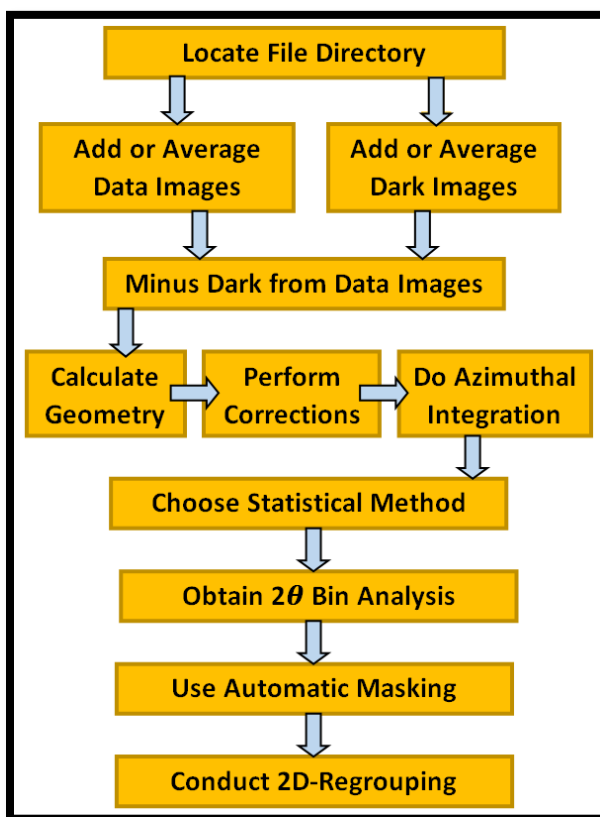 Locate File Directory
Add or Average
Data Images
Add or Average
Dark Images
Minus Dark from Data Images
Calculate
Geometry
Perform
Corrections
Do Azimuthal
Integration
Choose Statistical Method
Obtain 2𝜽 Bin Analysis
Use Automatic Masking
Conduct 2D-Regrouping